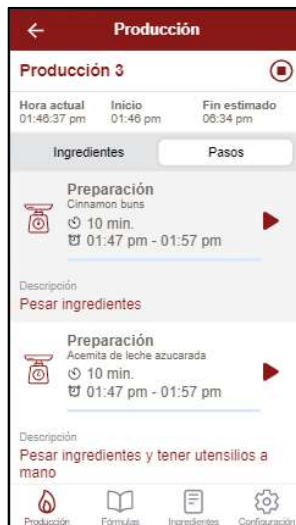 Producción
Producción 3
Hora actual Inicio Fin estimado
01:46:37 pm 01:46 pm 06:34 pm
Ingredientes Pasos
Preparación
Cinnamon buns
10 min.
01:47 pm - 01:57 pm
Descripción
Pesar ingredientes
Preparación
Acemita de leche azucarada
10 min.
01:47 pm - 01:57 pm
Descripción
Pesar ingredientes y tener utensilios a
mano
Producción Fórmulas Ingredientes Configuración